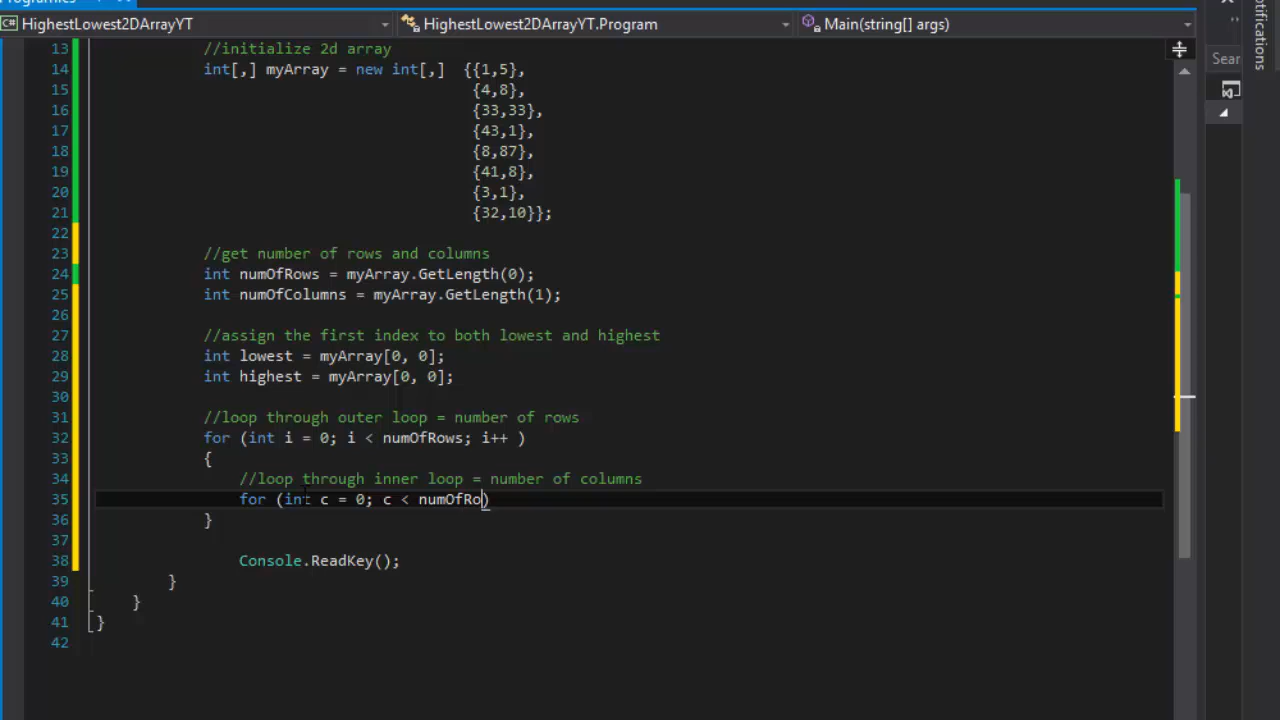 HighestLowest2DArrayYT HighestLowest2DArrayYT.Program Main(string[] args)
13 //initialize 2d array
14 int[,] myArray = new int[,] {{1,5},
15 {4,8},
16 {33,33},
17 {43,1},
18 {8,87},
19 {41,8},
20 {3,1},
21 {32,10}};
22
23 //get number of rows and columns
24 int numOfRows = myArray.GetLength(0);
25 int numOfColumns = myArray.GetLength(1);
26
27 //assign the first index to both lowest and highest
28 int lowest = myArray[0, 0];
29 int highest = myArray[0, 0];
30
31 //loop through outer loop = number of rows
32 for (int i = 0; i < numOfRows; i++ )
33 {
34 //loop through inner loop = number of columns
35 for (int c = 0; c < numOfRo)
36 }
37
38 Console.ReadKey();
39 }
40 }
41 }
42
Sear